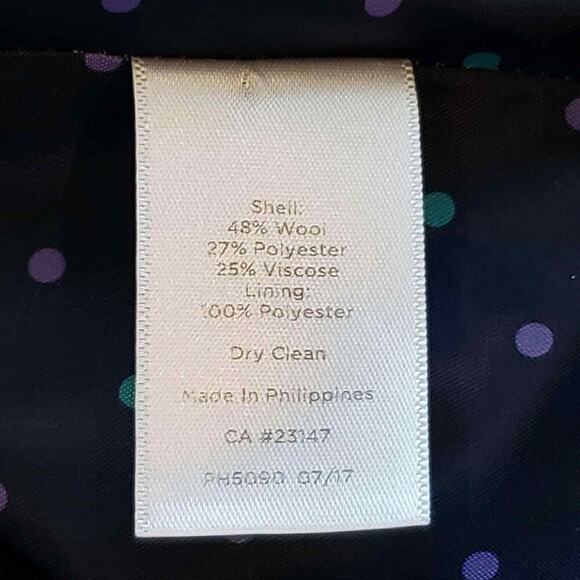 Shell:
48% Wool
27% Polyester
25% Viscose
Lining:
100% Polyester
Dry Clean
Made In Philippines
CA #23147
PH5090 07/17